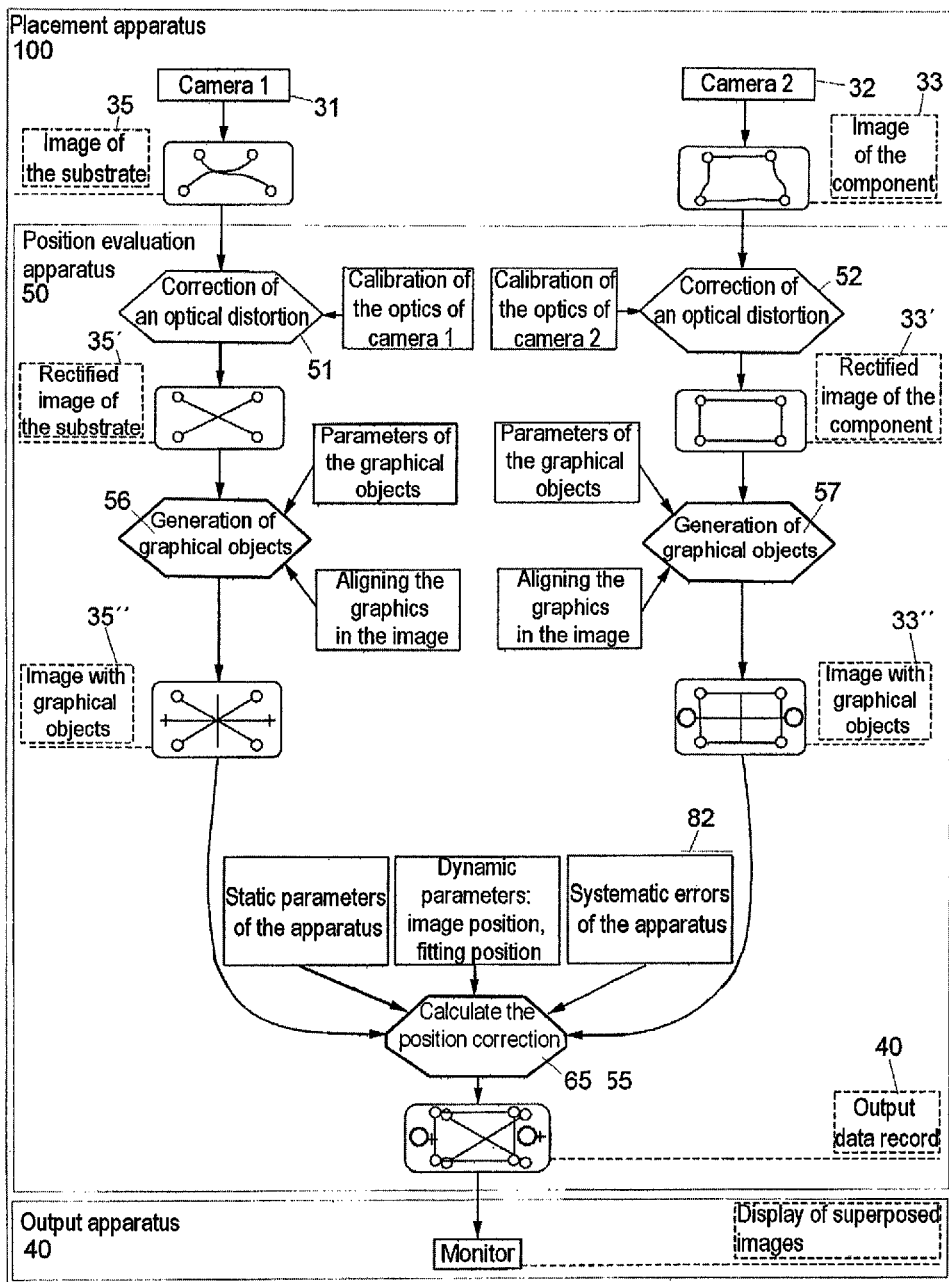 Placement apparatus
100
Camera 1
31
Camera 2
32
35
Image of
the substrate
33
Image
of the
component
Position evaluation
apparatus
50
Correction of
an optical distortion
51
Calibration of
the optics of
camera 1
Calibration of
the optics of
camera 2
Correction of
an optical distortion
52
35′
Rectified
image of
the substrate
33′
Rectified
image of the
component
Parameters of
the graphical
objects
Parameters of
the graphical
objects
56
Generation of
graphical objects
Generation of
graphical objects
57
Aligning the
graphics
in the image
Aligning the
graphics
in the image
35′′
Image with
graphical
objects
33′′
Image with
graphical
objects
82
Static parameters
of the apparatus
Dynamic
parameters:
image position,
fitting position
Systematic errors
of the apparatus
Calculate the
position correction
65 55
40
Output
data record
Output apparatus
40
Monitor
Display of superposed
images